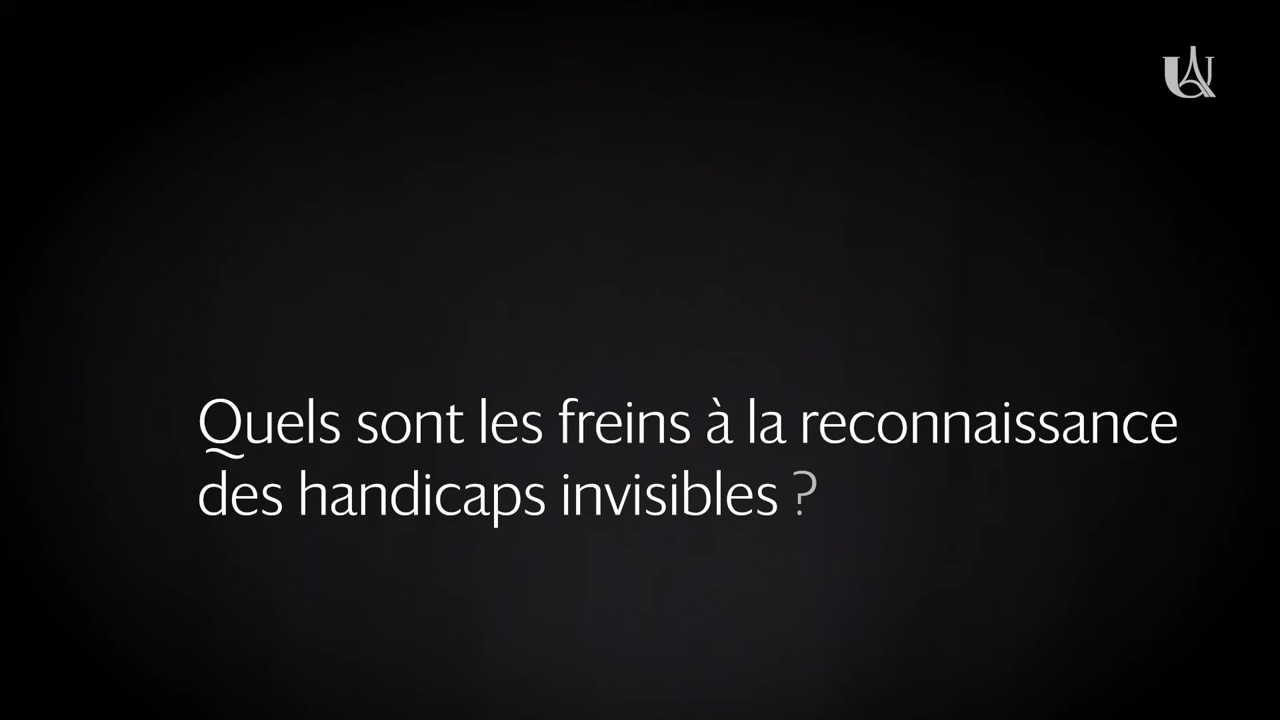 Quels sont les freins à la reconnaissance
des handicaps invisibles ?